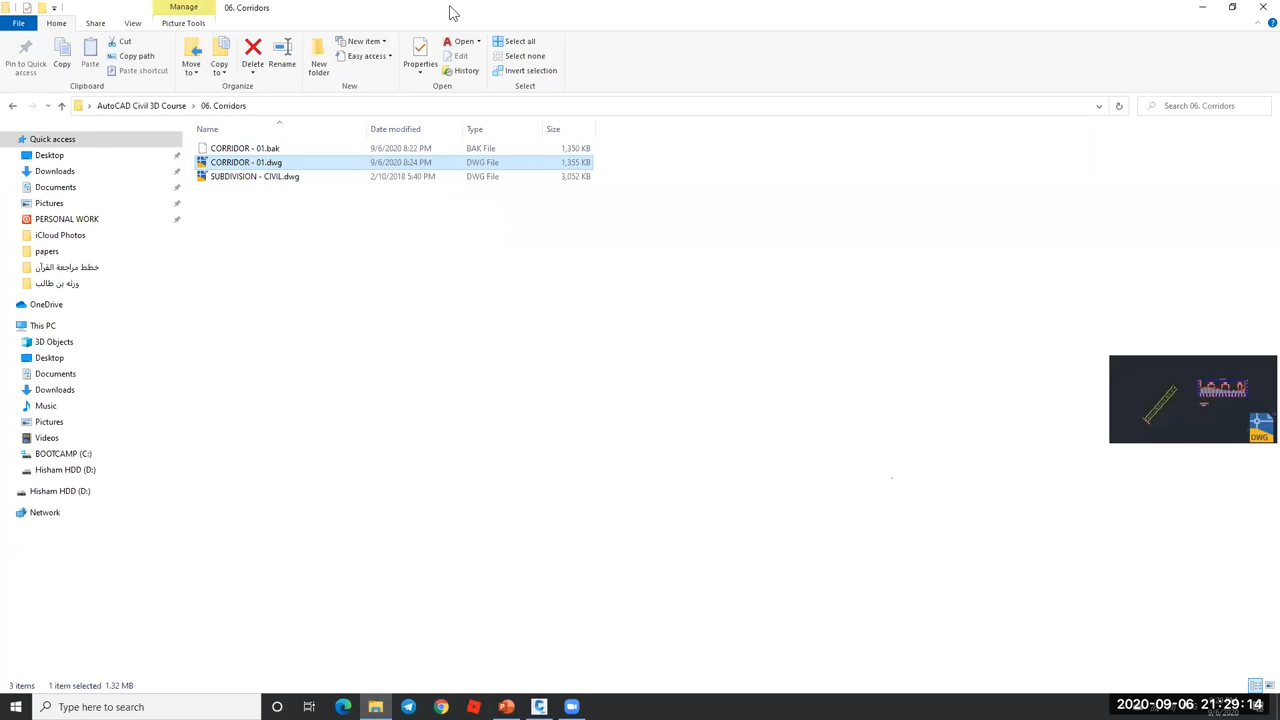 Manage
06. Corridors
File
Home
Share
View
Picture Tools
Pin to Quick access
Copy
Paste
Cut
Copy path
Paste shortcut
Clipboard
Move to
Copy to
Delete
Rename
Organize
New folder
New item
Easy access
New
Properties
Open
Edit
History
Open
Select all
Select none
Invert selection
Select
AutoCAD Civil 3D Course
06. Corridors
Search 06. Corridors
Name
Date modified
Type
Size
CORRIDOR - 01.bak 9/6/2020 8:22 PM BAK File 1,350 KB
CORRIDOR - 01.dwg 9/6/2020 8:24 PM DWG File 1,355 KB
SUBDIVISION - CIVIL.dwg 2/10/2018 5:40 PM DWG File 3,052 KB
Quick access
Desktop
Downloads
Documents
Pictures
PERSONAL WORK
iCloud Photos
papers
خطط مراجعة القرآن
ورثه بن طالب
OneDrive
This PC
3D Objects
Desktop
Documents
Downloads
Music
Pictures
Videos
BOOTCAMP (C:)
Hisham HDD (D:)
Hisham HDD (D:)
Network
DWG
3 items
1 item selected 1.32 MB
Type here to search
2020-09-06 21:29:14
9/6/2020